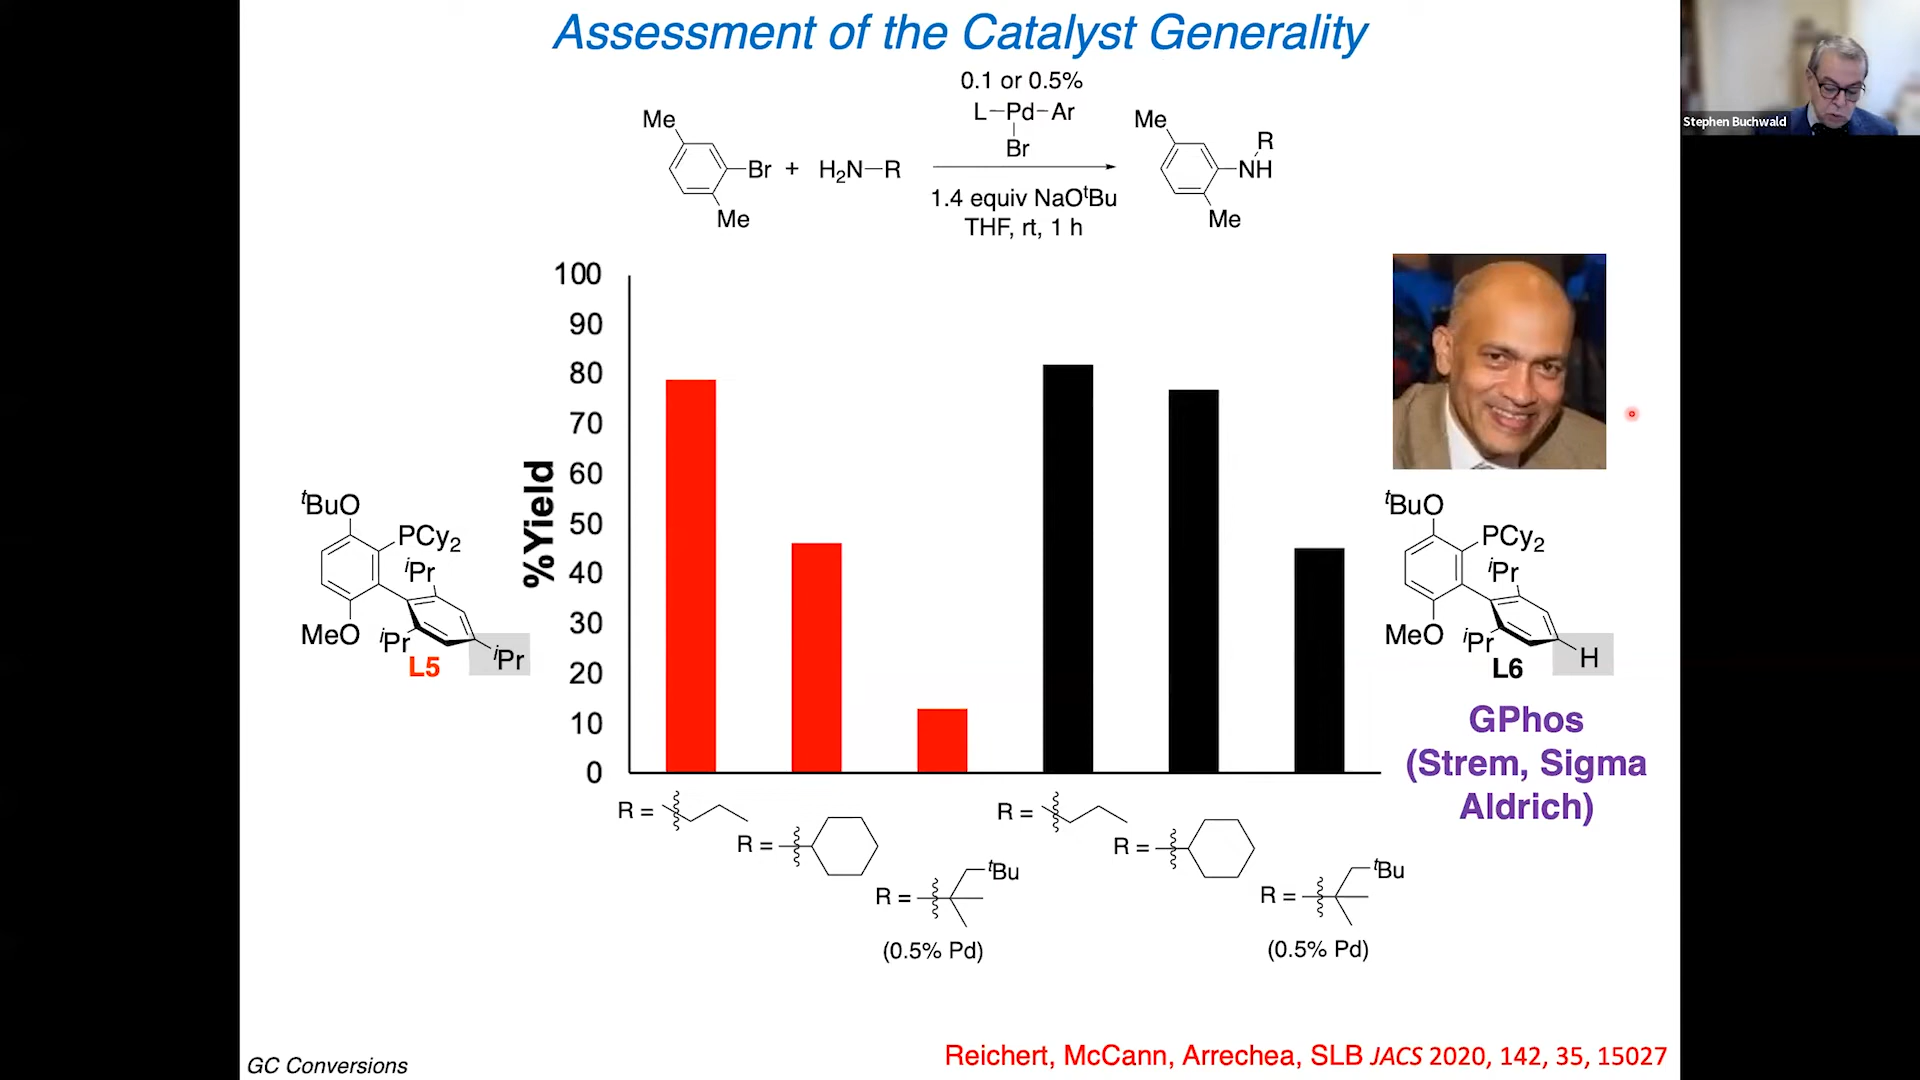 Assessment of the Catalyst Generality
Stephen Buchwald
0.1 or 0.5%
L–Pd–Ar
Br
1.4 equiv NaOᵗBu
THF, rt, 1 h
Me
Br + H₂N–R
Me
Me
R
NH
Me
%Yield
100
90
80
70
60
50
40
30
20
10
0
ᵗBuO
PCy₂
ⁱPr
MeO
ⁱPr
ⁱPr
L5
ᵗBuO
PCy₂
ⁱPr
MeO
ⁱPr
H
L6
GPhos
(Strem, Sigma
Aldrich)
R =
R =
R =
ᵗBu
(0.5% Pd)
R =
R =
R =
ᵗBu
(0.5% Pd)
GC Conversions
Reichert, McCann, Arrechea, SLB JACS 2020, 142, 35, 15027